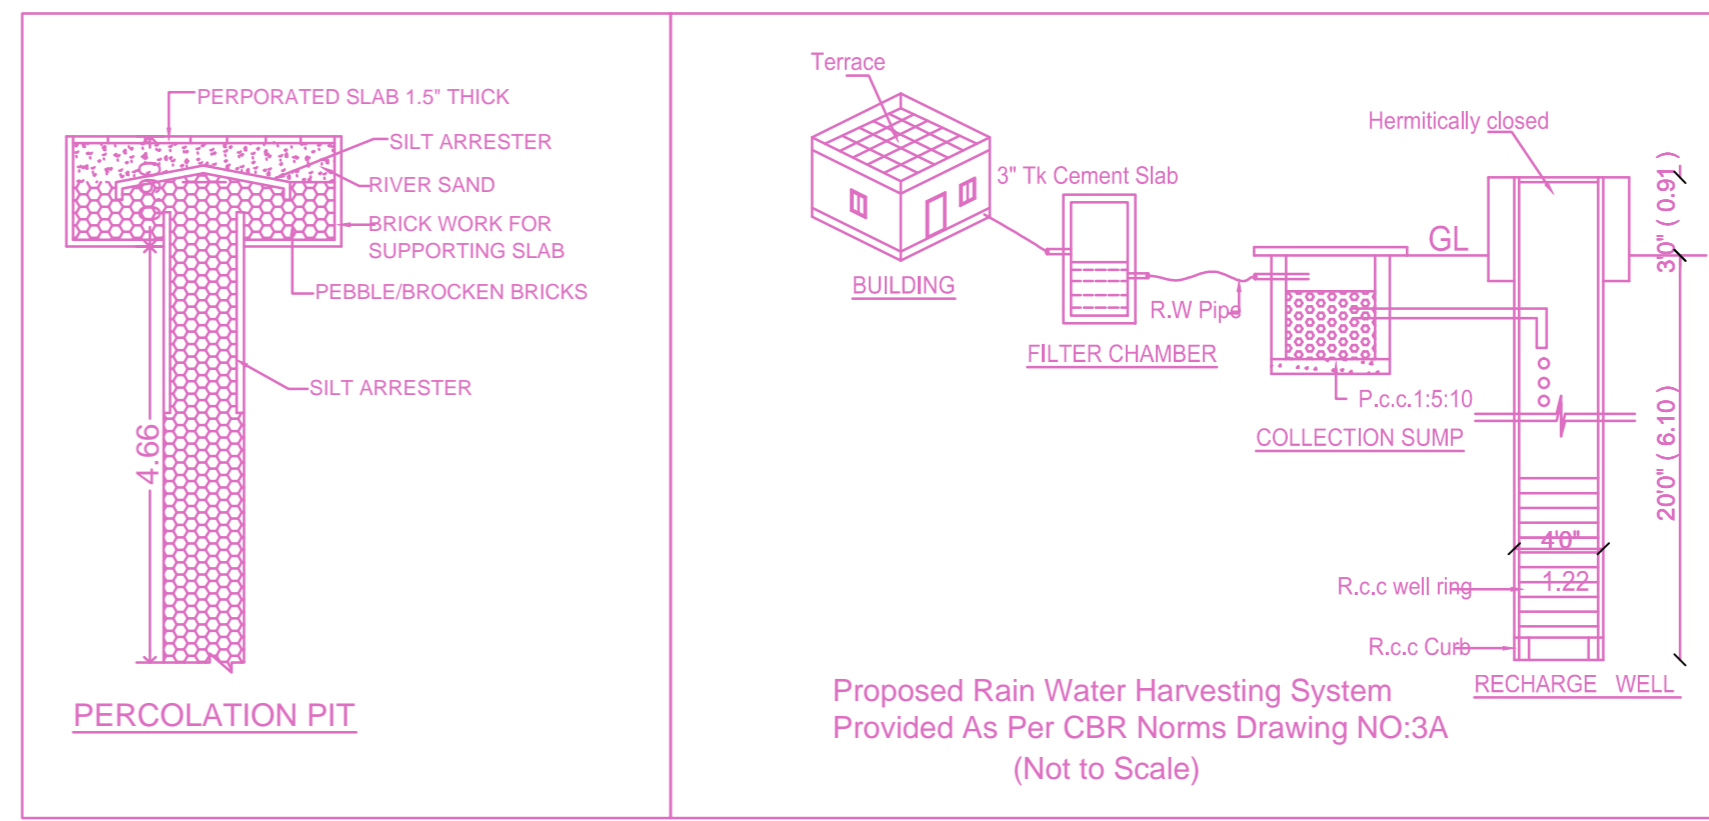 PERPORATED SLAB 1.5" THICK
SILT ARRESTER
RIVER SAND
BRICK WORK FOR
SUPPORTING SLAB
PEBBLE/BROCKEN BRICKS
SILT ARRESTER
4.66
PERCOLATION PIT
Terrace
BUILDING
3" Tk Cement Slab
FILTER CHAMBER
R.W Pipe
GL
P.c.c.1:5:10
COLLECTION SUMP
Hermitically closed
3'0" ( 0.91 )
20'0" ( 6.10 )
4'0"
1.22
R.c.c well ring
R.c.c Curb
RECHARGE WELL
Proposed Rain Water Harvesting System
Provided As Per CBR Norms Drawing NO:3A
(Not to Scale)